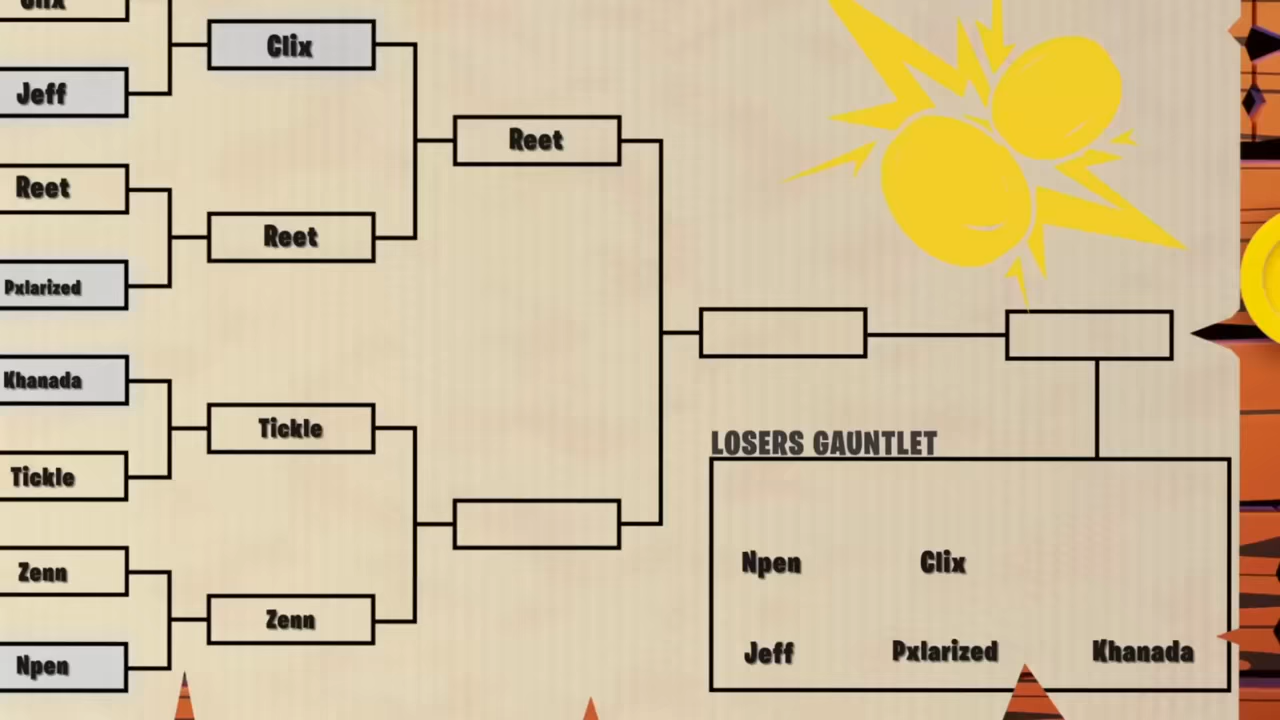 Clix
Clix
Jeff
Reet
Reet
Reet
Pxlarized
Khanada
Tickle
Tickle
Zenn
Zenn
Npen
LOSERS GAUNTLET
Npen Clix
Jeff Pxlarized Khanada